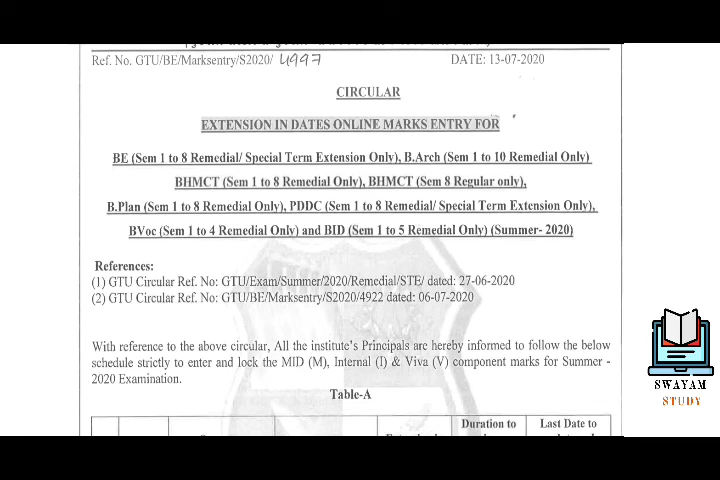 Ref. No. GTU/BE/Marksentry/S2020/ 4997 DATE: 13-07-2020
CIRCULAR
EXTENSION IN DATES ONLINE MARKS ENTRY FOR
BE (Sem 1 to 8 Remedial/ Special Term Extension Only), B.Arch (Sem 1 to 10 Remedial Only)
BHMCT (Sem 1 to 8 Remedial Only), BHMCT (Sem 8 Regular only),
B.Plan (Sem 1 to 8 Remedial Only), PDDC (Sem 1 to 8 Remedial/ Special Term Extension Only),
BVoc (Sem 1 to 4 Remedial Only) and BID (Sem 1 to 5 Remedial Only) (Summer- 2020)
References:
(1) GTU Circular Ref. No: GTU/Exam/Summer/2020/Remedial/STE/ dated: 27-06-2020
(2) GTU Circular Ref. No: GTU/BE/Marksentry/S2020/4922 dated: 06-07-2020
With reference to the above circular, All the institute's Principals are hereby informed to follow the below
schedule strictly to enter and lock the MID (M), Internal (I) & Viva (V) component marks for Summer -
2020 Examination.
Table-A
Duration to Last Date to
SWAYAM
STUDY